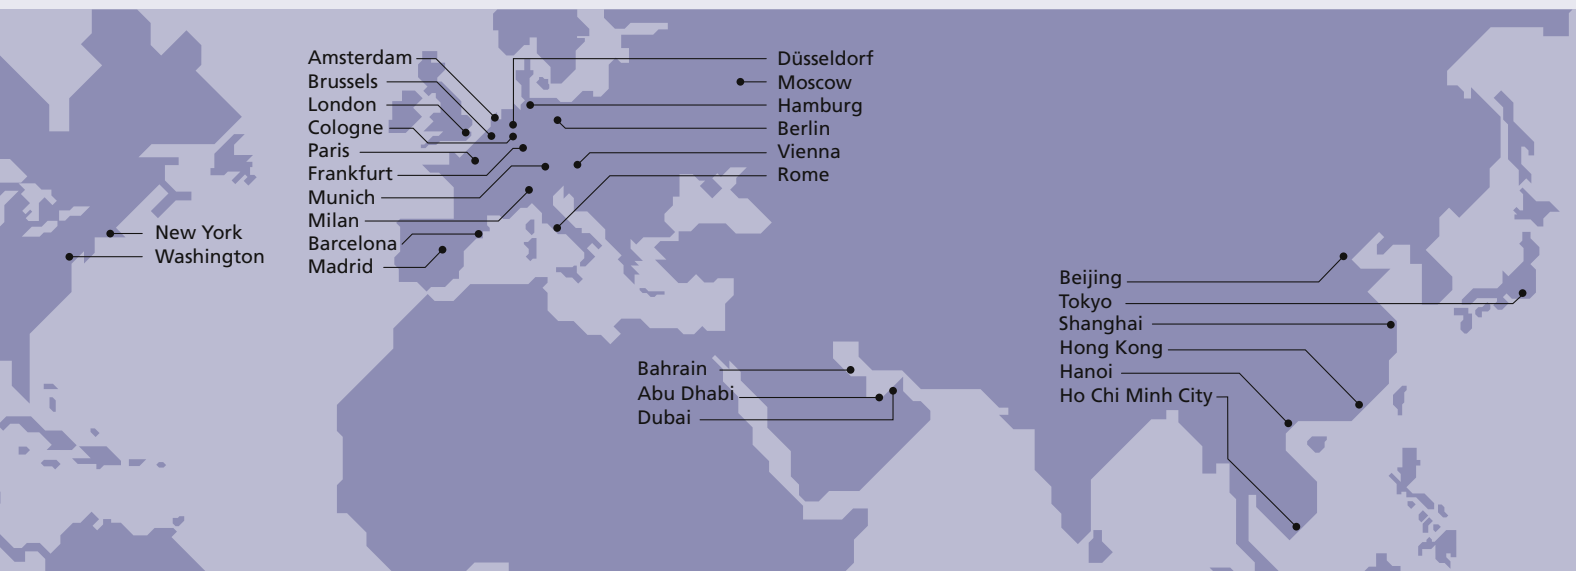 New York
Washington
Amsterdam
Brussels
London
Cologne
Paris
Frankfurt
Munich
Milan
Barcelona
Madrid
Düsseldorf
Moscow
Hamburg
Berlin
Vienna
Rome
Bahrain
Abu Dhabi
Dubai
Beijing
Tokyo
Shanghai
Hong Kong
Hanoi
Ho Chi Minh City